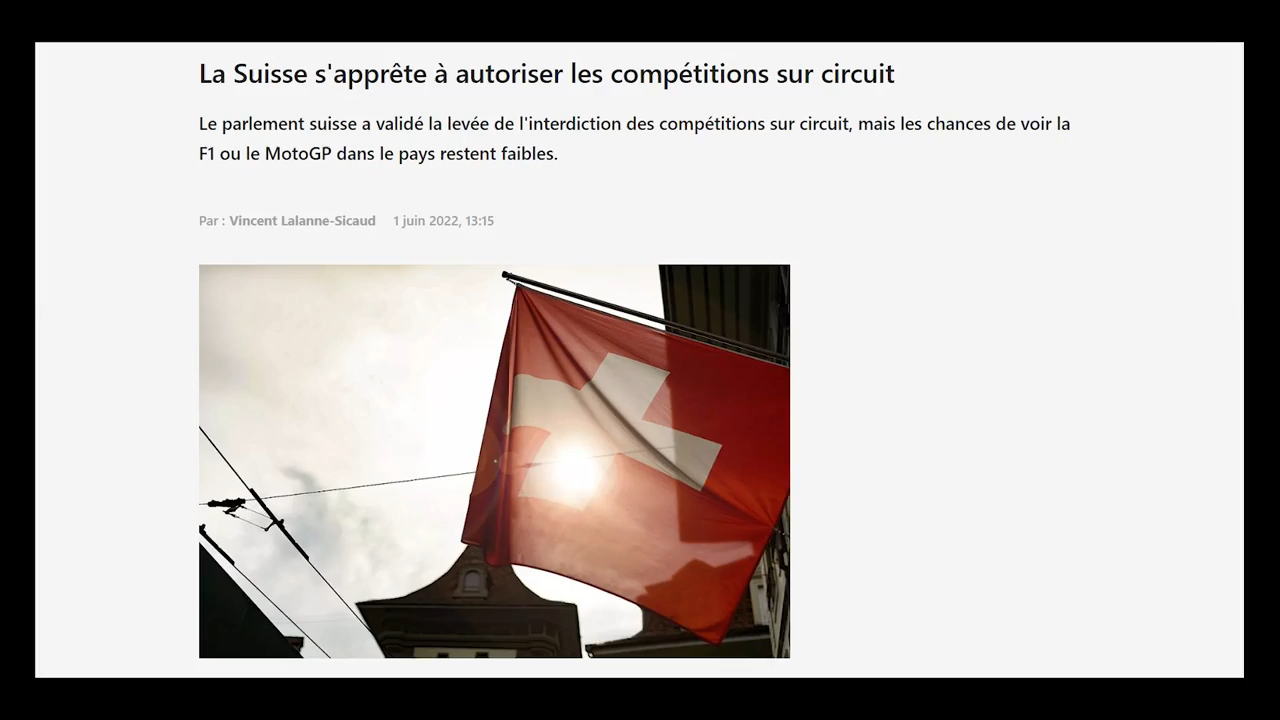 La Suisse s'apprête à autoriser les compétitions sur circuit
Le parlement suisse a validé la levée de l'interdiction des compétitions sur circuit, mais les chances de voir la
F1 ou le MotoGP dans le pays restent faibles.
Par : Vincent Lalanne-Sicaud 1 juin 2022, 13:15